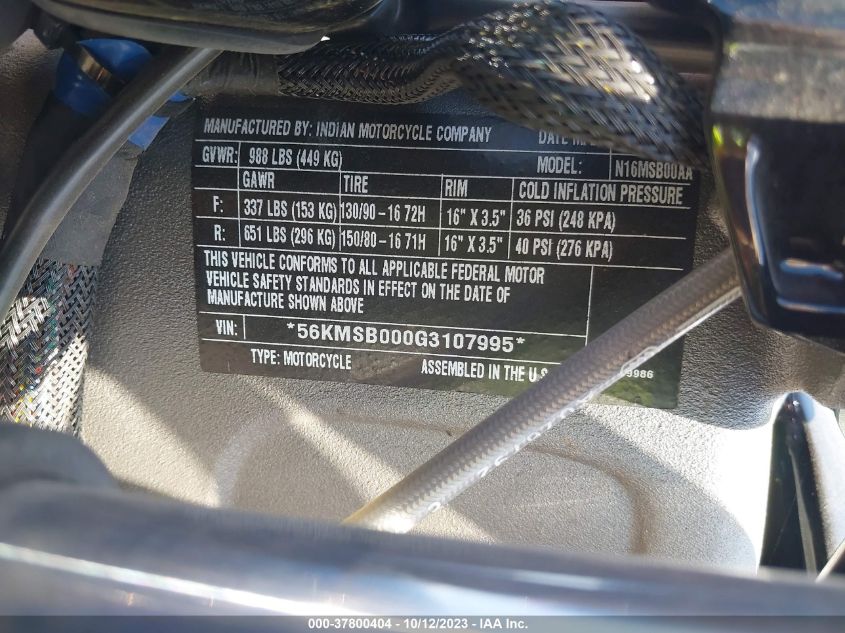 MANUFACTURED BY: INDIAN MOTORCYCLE COMPANY DATE
GVWR: 988 LBS (449 KG) MODEL: N16MSB00AA
GAWR TIRE RIM COLD INFLATION PRESSURE
F: 337 LBS (153 KG) 130/90-16 72H 16" X 3.5" 36 PSI (248 KPA)
R: 651 LBS (296 KG) 150/80-16 71H 16" X 3.5" 40 PSI (276 KPA)
THIS VEHICLE CONFORMS TO ALL APPLICABLE FEDERAL MOTOR
VEHICLE SAFETY STANDARDS IN EFFECT ON THE DATE OF
MANUFACTURE SHOWN ABOVE
VIN: *56KMSB000G3107995*
TYPE: MOTORCYCLE ASSEMBLED IN THE U.S 9986
000-37800404 - 10/12/2023 - IAA Inc.